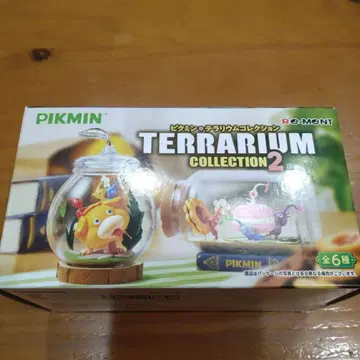 PIKMIN™
ピクミン テラリウムコレクション
RE-MENT
TERRARIUM
COLLECTION 2
PIKMIN
全6種